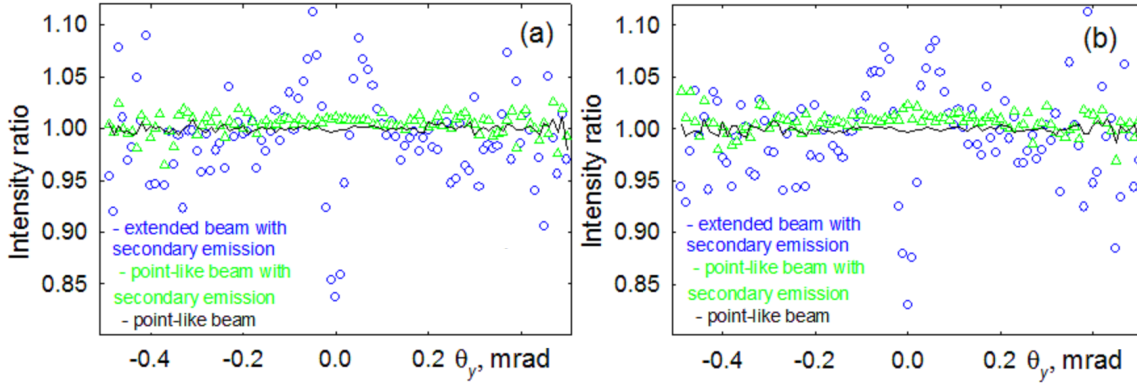 (a)
Intensity ratio
1.10
1.05
1.00
0.95
0.90
0.85
- extended beam with
secondary emission
- point-like beam with
secondary emission
- point-like beam
-0.4 -0.2 0.0 0.2 θy, mrad
(b)
Intensity ratio
1.10
1.05
1.00
0.95
0.90
0.85
- extended beam with
secondary emission
- point-like beam with
secondary emission
- point-like beam
-0.4 -0.2 0.0 0.2 θy, mrad